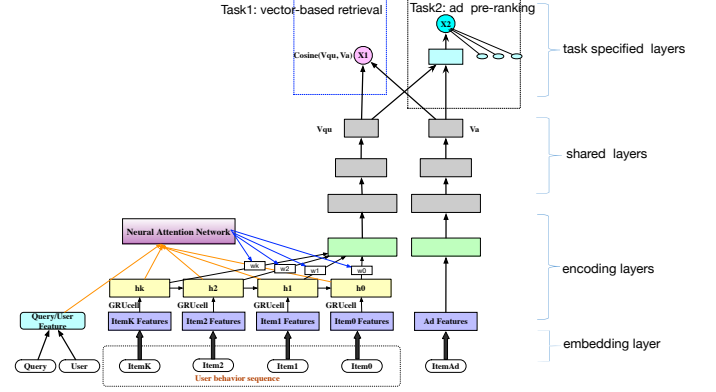 Task1: vector-based retrieval
Task2: ad pre-ranking
X2
task specified layers
Cosine(Vqu, Va)
X1
Vqu
Va
shared layers
Neural Attention Network
encoding layers
wk
w2
w1
w0
hk
h2
h1
h0
GRUcell
GRUcell
GRUcell
GRUcell
Query/User
Feature
ItemK Features
Item2 Features
Item1 Features
Item0 Features
Ad Features
embedding layer
Query
User
ItemK
Item2
Item1
Item0
ItemAd
User behavior sequence